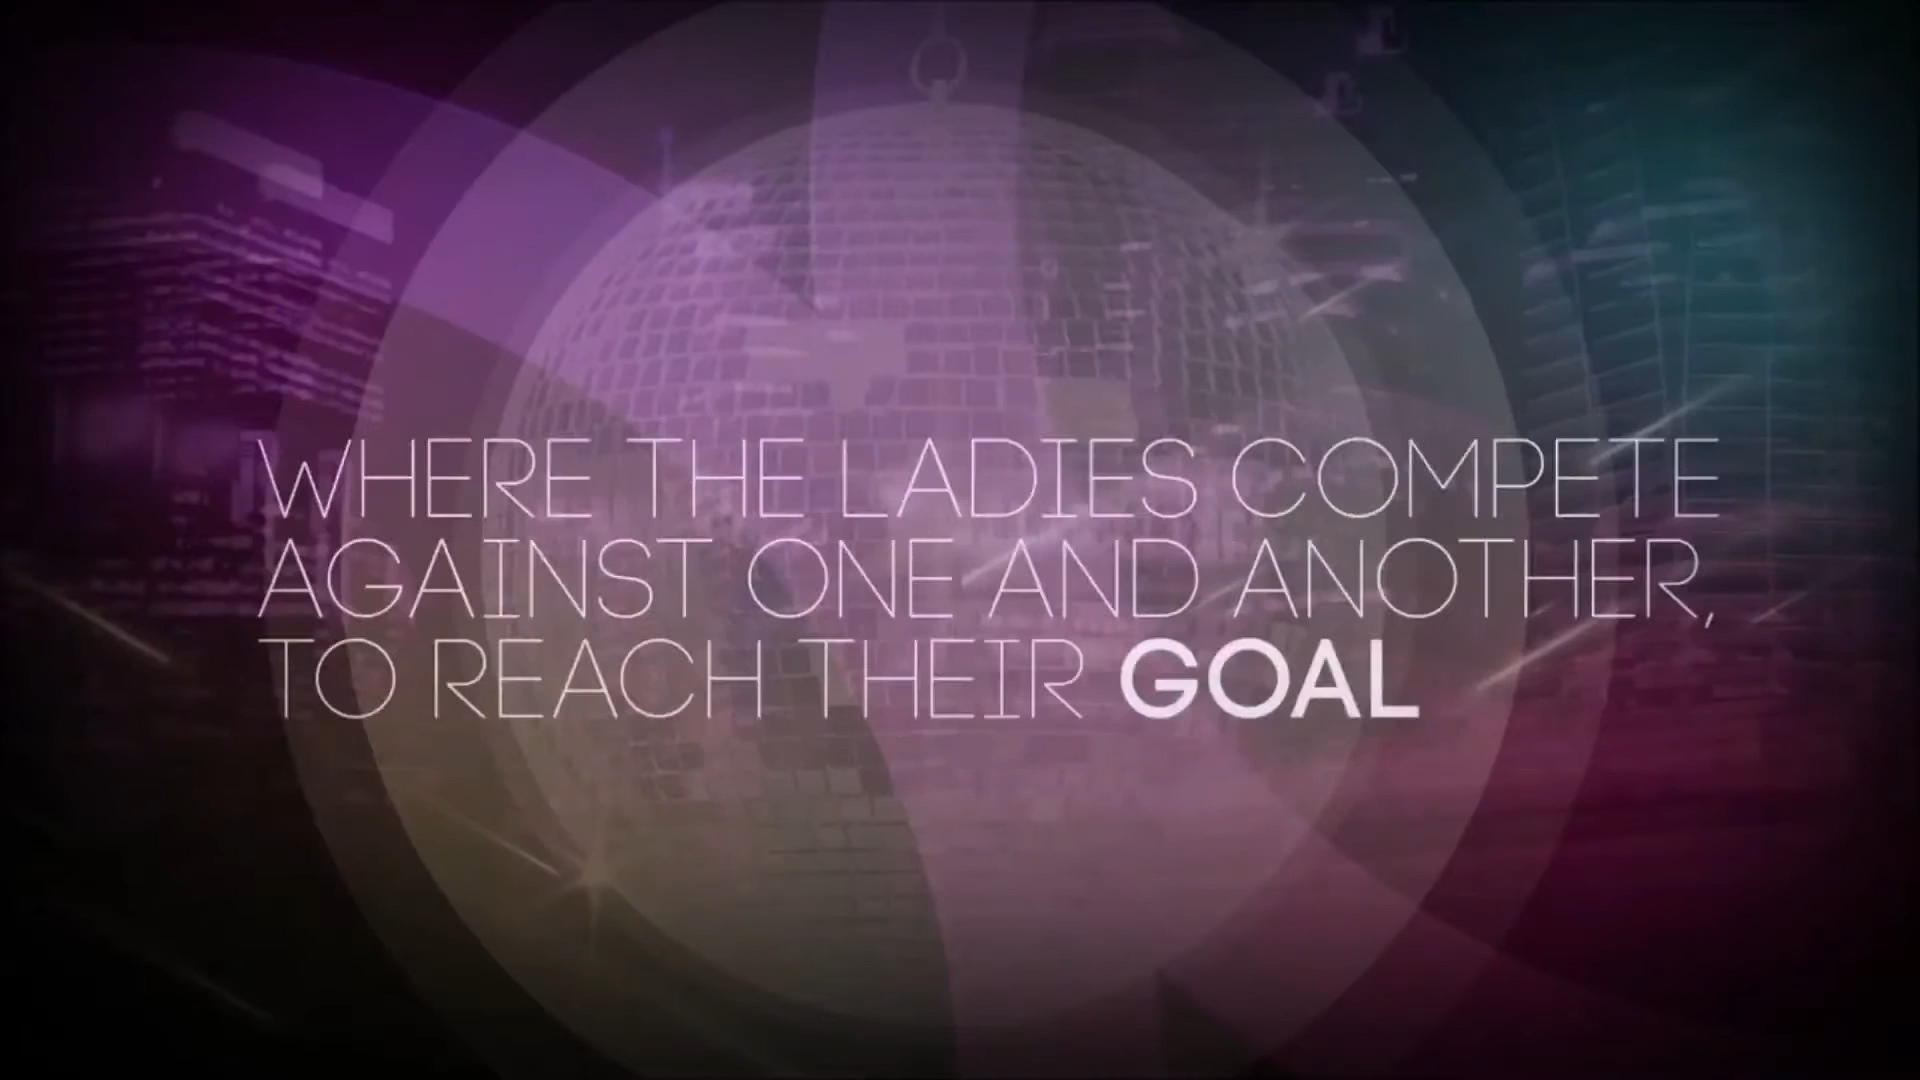 WHERE THE LADIES COMPETE
AGAINST ONE AND ANOTHER,
TO REACH THEIR GOAL